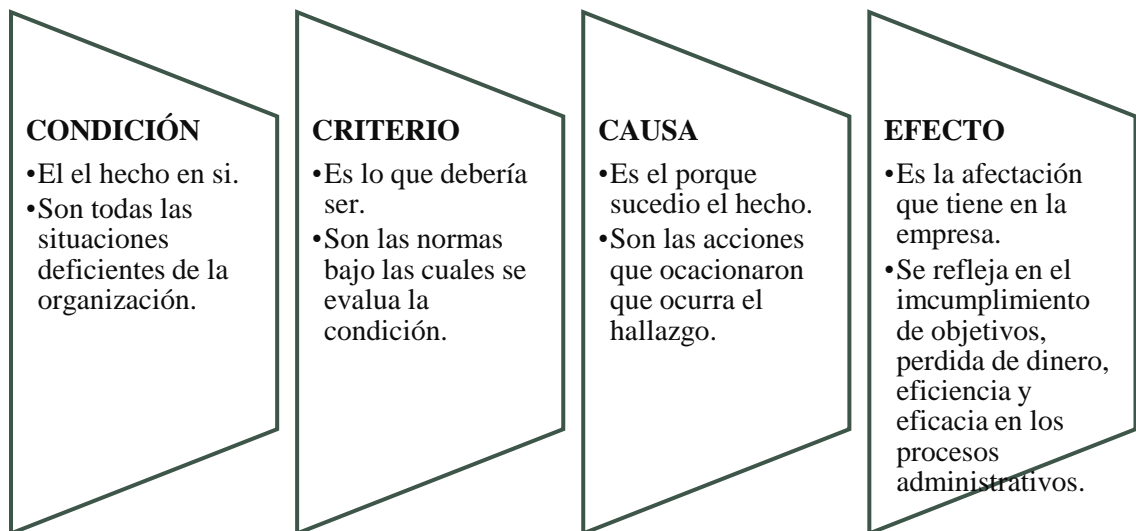 CONDICIÓN
•El el hecho en si.
•Son todas las
situaciones
deficientes de la
organización.
CRITERIO
•Es lo que debería
ser.
•Son las normas
bajo las cuales se
evalua la
condición.
CAUSA
•Es el porque
sucedio el hecho.
•Son las acciones
que ocacionaron
que ocurra el
hallazgo.
EFECTO
•Es la afectación
que tiene en la
empresa.
•Se refleja en el
imcumplimiento
de objetivos,
perdida de dinero,
eficiencia y
eficacia en los
procesos
administrativos.